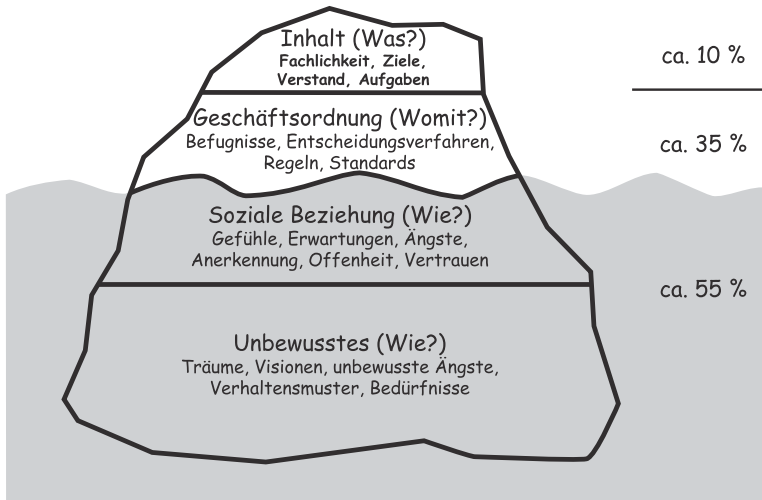 Inhalt (Was?)
Fachlichkeit, Ziele,
Verstand, Aufgaben
ca. 10 %
Geschäftsordnung (Womit?)
Befugnisse, Entscheidungsverfahren,
Regeln, Standards
ca. 35 %
Soziale Beziehung (Wie?)
Gefühle, Erwartungen, Ängste,
Anerkennung, Offenheit, Vertrauen
ca. 55 %
Unbewusstes (Wie?)
Träume, Visionen, unbewusste Ängste,
Verhaltensmuster, Bedürfnisse